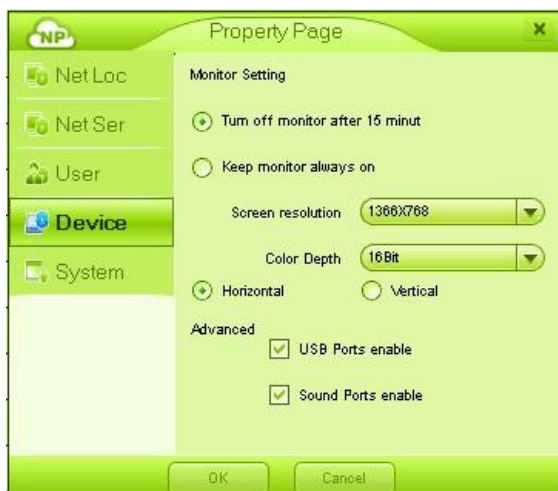 NP
Property Page
Net Loc
Net Ser
User
Device
System
Monitor Setting
Turn off monitor after 15 minut
Keep monitor always on
Screen resolution 1366X768
Color Depth 16Bit
Horizontal Vertical
Advanced
USB Ports enable
Sound Ports enable
OK Cancel